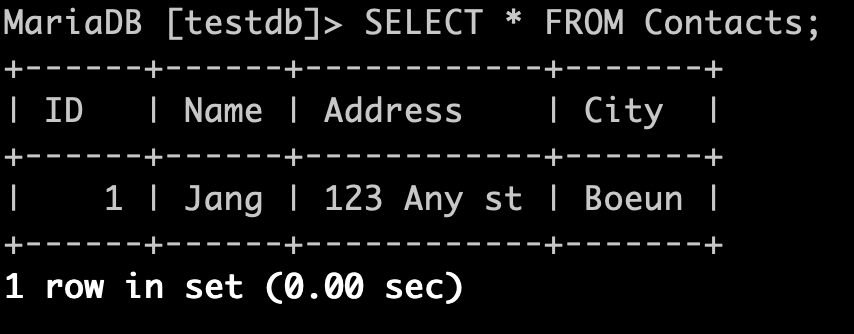 MariaDB [testdb]> SELECT * FROM Contacts;
+------+------+------------+-------+
| ID   | Name | Address    | City  |
+------+------+------------+-------+
|    1 | Jang | 123 Any st | Boeun |
+------+------+------------+-------+
1 row in set (0.00 sec)